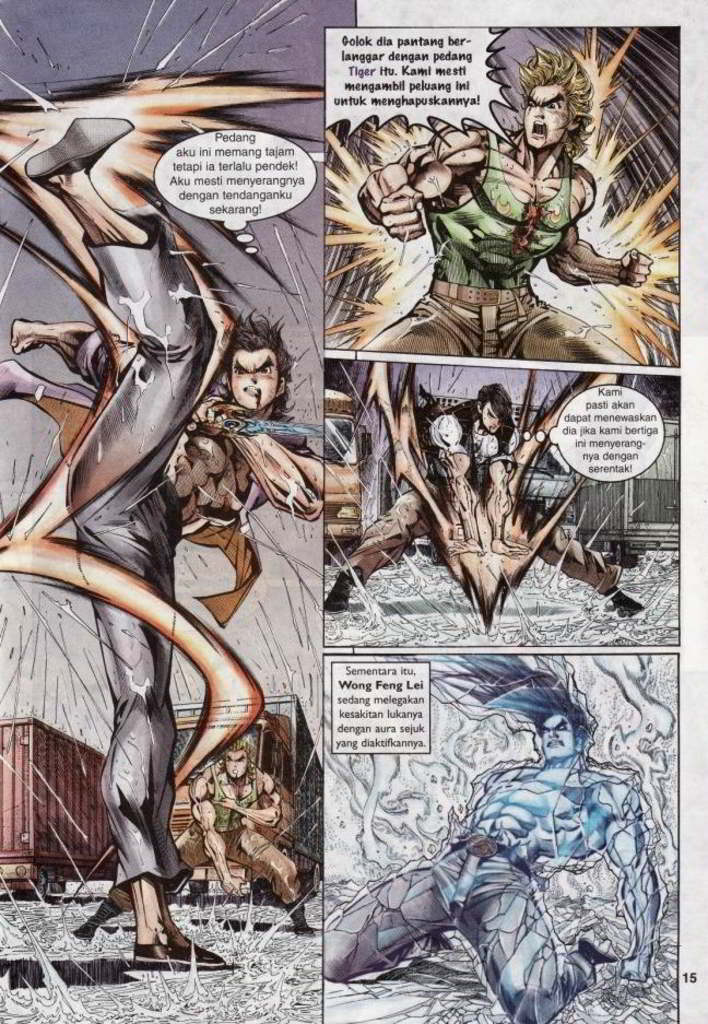 Pedang
aku ini memang tajam
tetapi ia terlalu pendek!
Aku mesti menyerangnya
dengan tendanganku
sekarang!
Golok dia pantang ber-
langgar dengan pedang
Tiger itu. Kami mesti
mengambil peluang ini
untuk menghapuskannya!
Kami
pasti akan
dapat menewaskan
dia jika kami bertiga
ini menyerang-
nya dengan
serentak!
Sementara itu,
Wong Feng Lei
sedang melegakan
kesakitan lukanya
dengan aura sejuk
yang diaktifkannya.
15